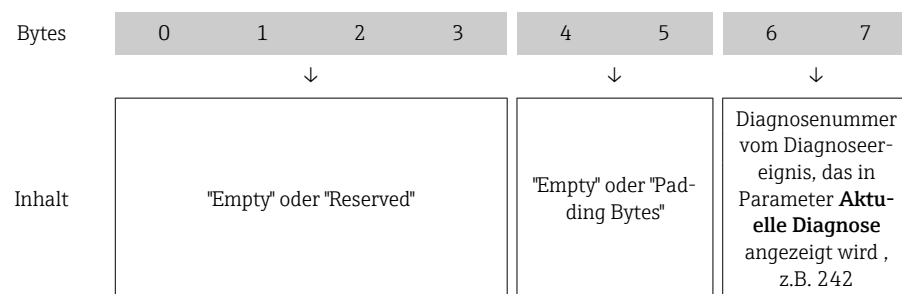 Bytes 0 1 2 3 4 5 6 7
↓ ↓ ↓
Diagnosenummer
vom Diagnoseer-
eignis, das in
"Empty" oder "Pad- Parameter Aktu-
Inhalt "Empty" oder "Reserved" ding Bytes" elle Diagnose
angezeigt wird ,
z.B. 242